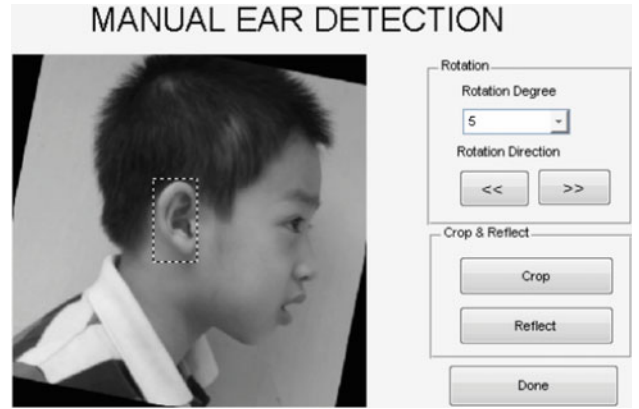 MANUAL EAR DETECTION
Rotation
Rotation Degree
5
Rotation Direction
<< >>
Crop & Reflect
Crop
Reflect
Done